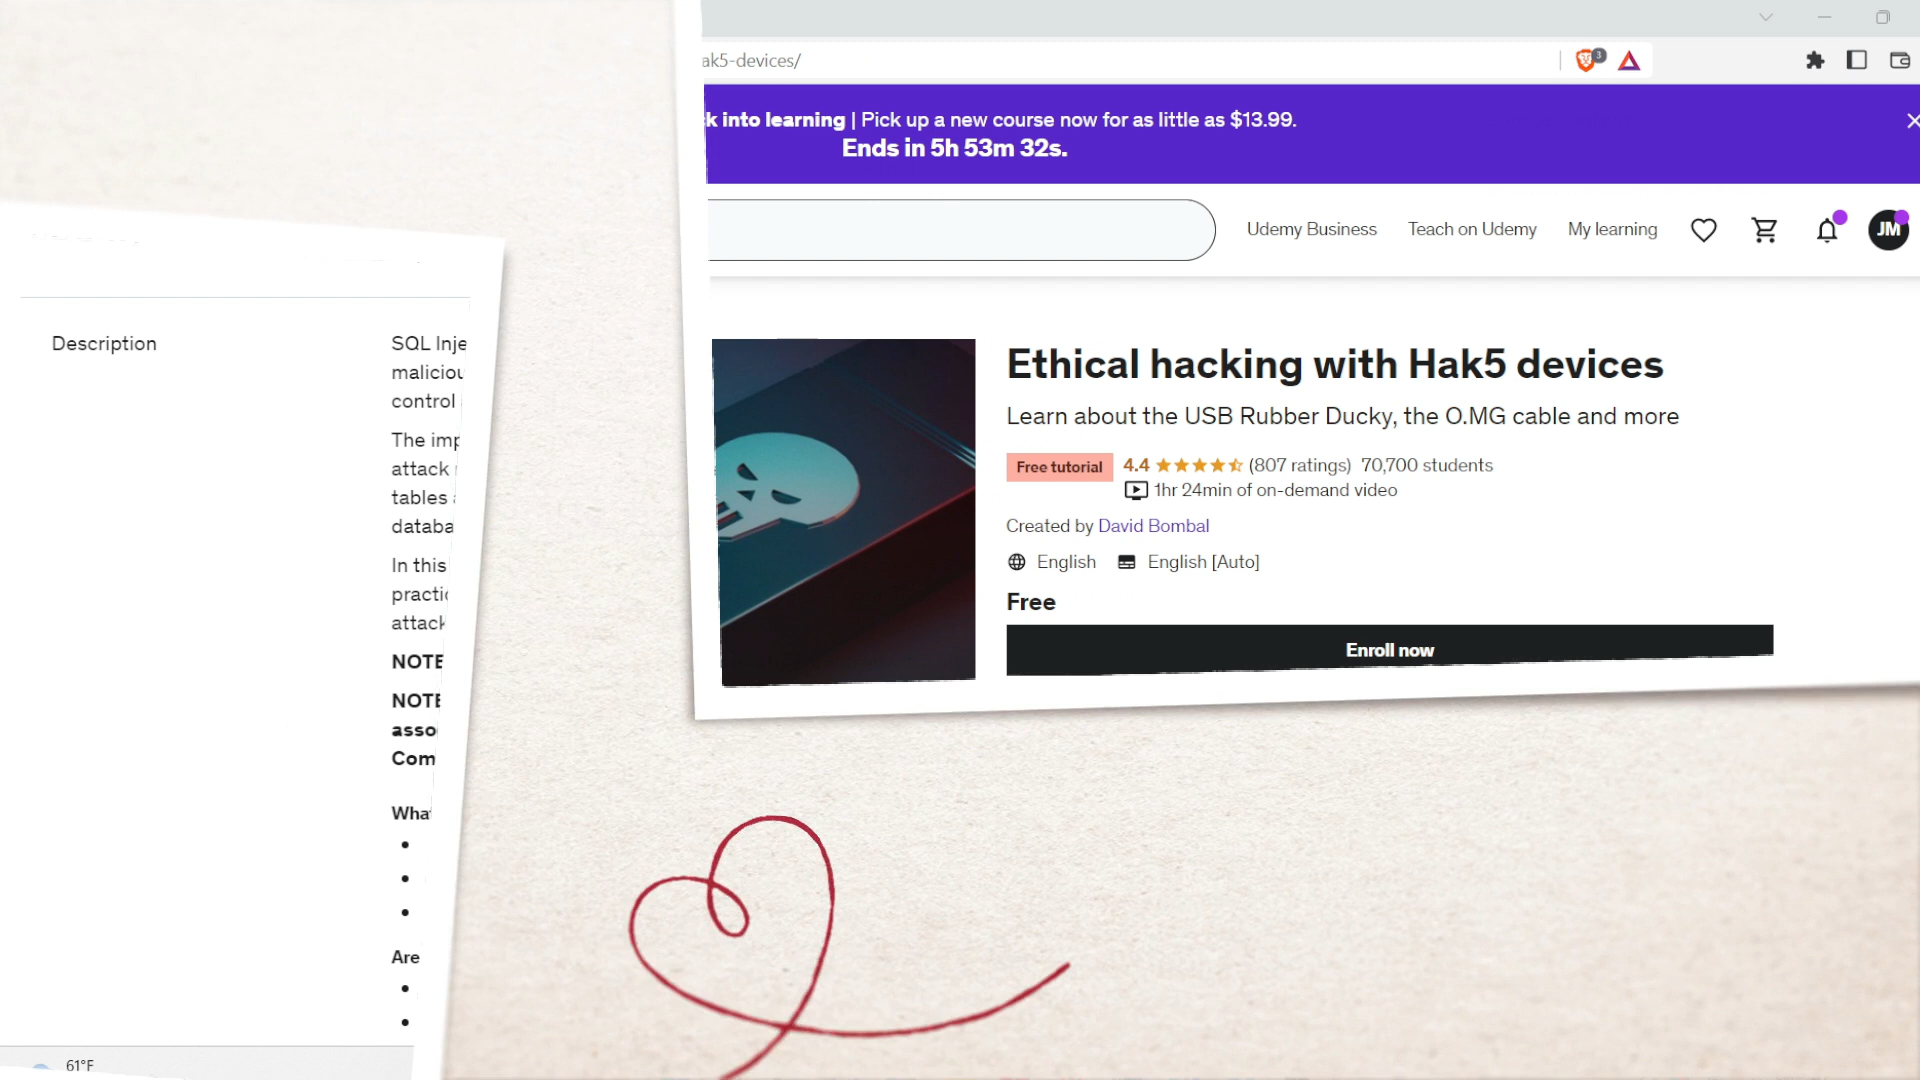 ak5-devices/
3
k into learning | Pick up a new course now for as little as $13.99.
Ends in 5h 53m 32s.
Udemy Business
Teach on Udemy
My learning
JM
Ethical hacking with Hak5 devices
Learn about the USB Rubber Ducky, the O.MG cable and more
Free tutorial 4.4 (807 ratings) 70,700 students
1hr 24min of on-demand video
Created by David Bombal
English English [Auto]
Free
Enroll now
Description
SQL Inje
maliciou
control
The imp
attack
tables
databa
In this
practic
attack
NOTE
NOTE
asso
Com
What
Are
61°F